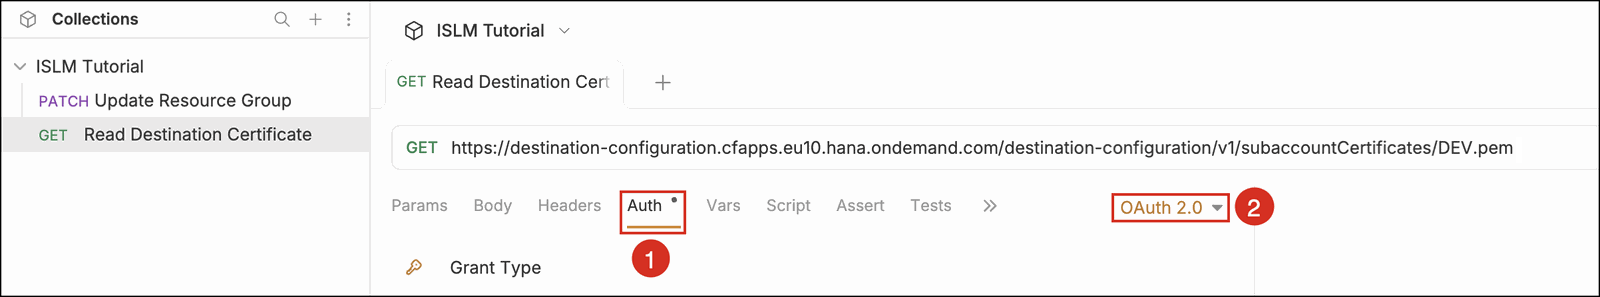 Collections
ISLM Tutorial
PATCH Update Resource Group
GET Read Destination Certificate
ISLM Tutorial
GET Read Destination Cert
GET https://destination-configuration.cfapps.eu10.hana.ondemand.com/destination-configuration/v1/subaccountCertificates/DEV.pem
Params Body Headers Auth Vars Script Assert Tests OAuth 2.0 2
1
Grant Type